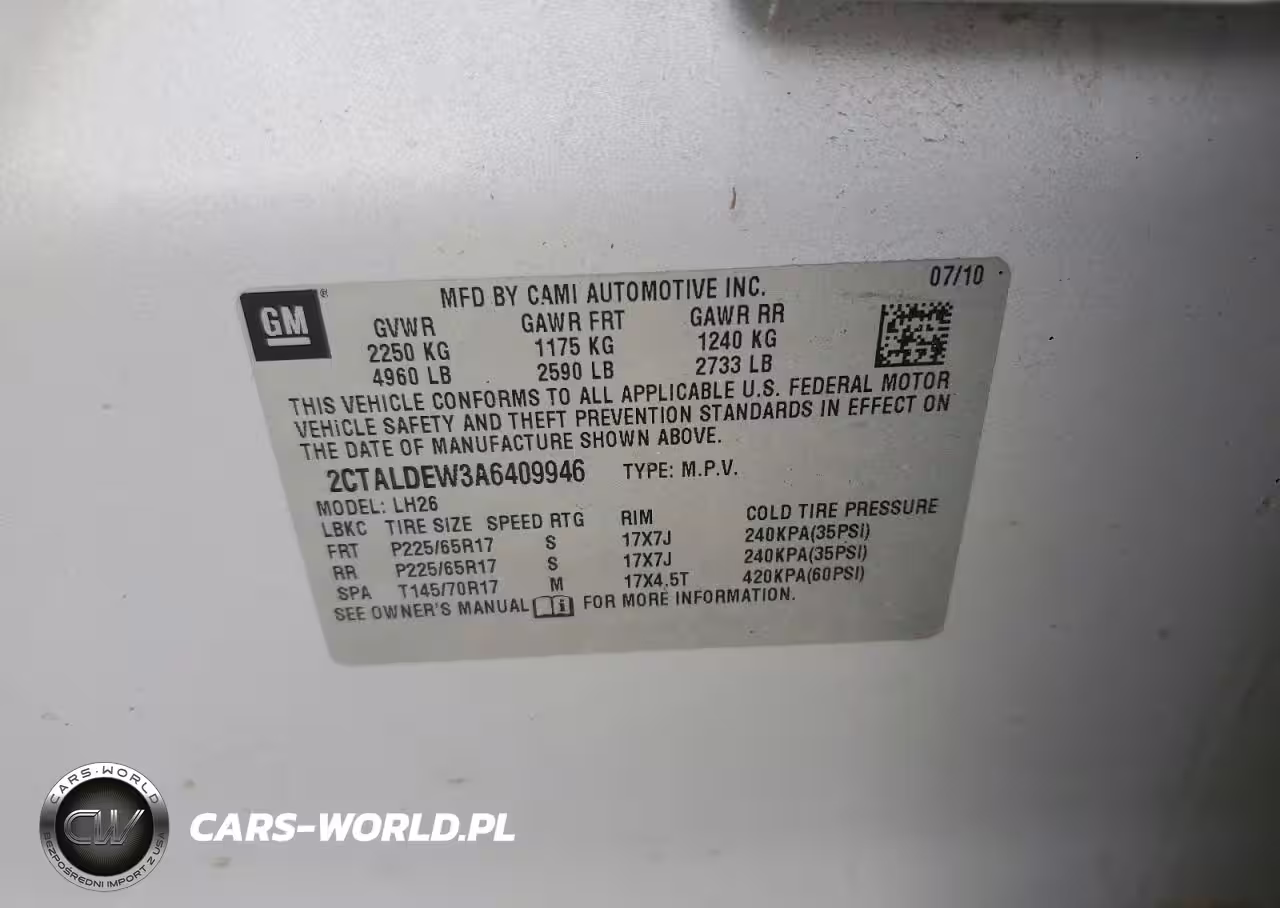 07/10
GM®
MFD BY CAMI AUTOMOTIVE INC.
GVWR GAWR FRT GAWR RR
2250 KG 1175 KG 1240 KG
4960 LB 2590 LB 2733 LB
THIS VEHICLE CONFORMS TO ALL APPLICABLE U.S. FEDERAL MOTOR
VEHiCLE SAFETY AND THEFT PREVENTION STANDARDS IN EFFECT ON
THE DATE OF MANUFACTURE SHOWN ABOVE.
2CTALDEW3A6409946 TYPE: M.P.V.
MODEL: LH26
LBKC TIRE SIZE SPEED RTG RIM COLD TIRE PRESSURE
FRT P225/65R17 S 17X7J 240KPA(35PSI)
RR P225/65R17 S 17X7J 240KPA(35PSI)
SPA T145/70R17 M 17X4.5T 420KPA(60PSI)
SEE OWNER'S MANUAL FOR MORE INFORMATION.
CARS-WORLD
CW
BEZPOŚREDNI IMPORT Z USA
CARS-WORLD.PL